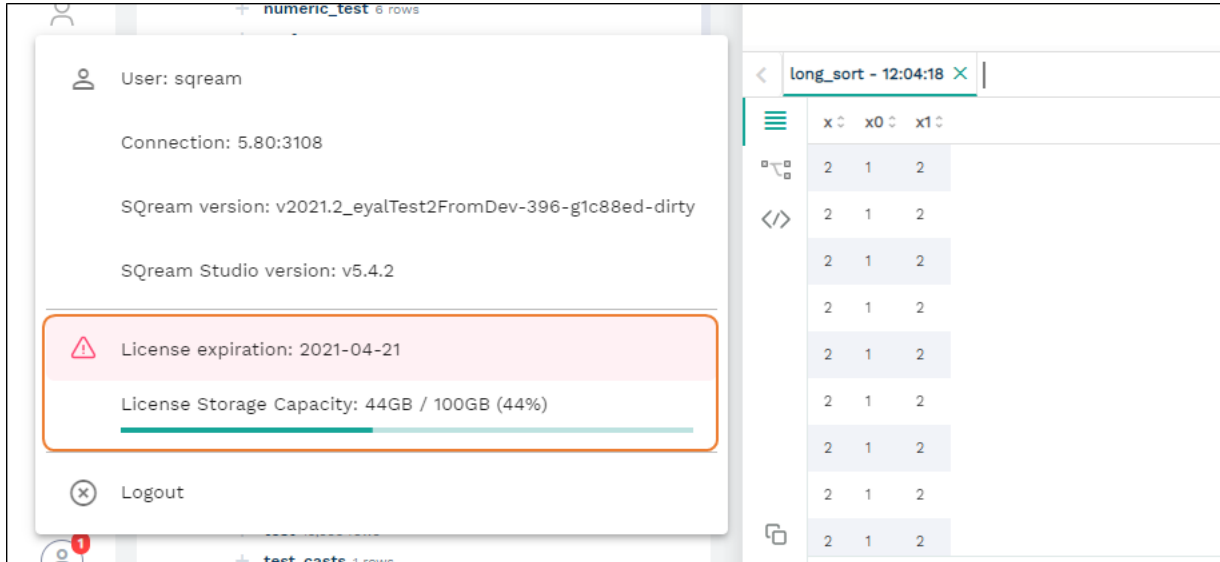 numeric_test 6 rows
User: sqream
Connection: 5.80:3108
SQream version: v2021.2_eyalTest2FromDev-396-g1c88ed-dirty
SQream Studio version: v5.4.2
License expiration: 2021-04-21
License Storage Capacity: 44GB / 100GB (44%)
Logout
1
test_casts 1 rows
long_sort - 12:04:18
x x0 x1
2 1 2
2 1 2
2 1 2
2 1 2
2 1 2
2 1 2
2 1 2
2 1 2
2 1 2